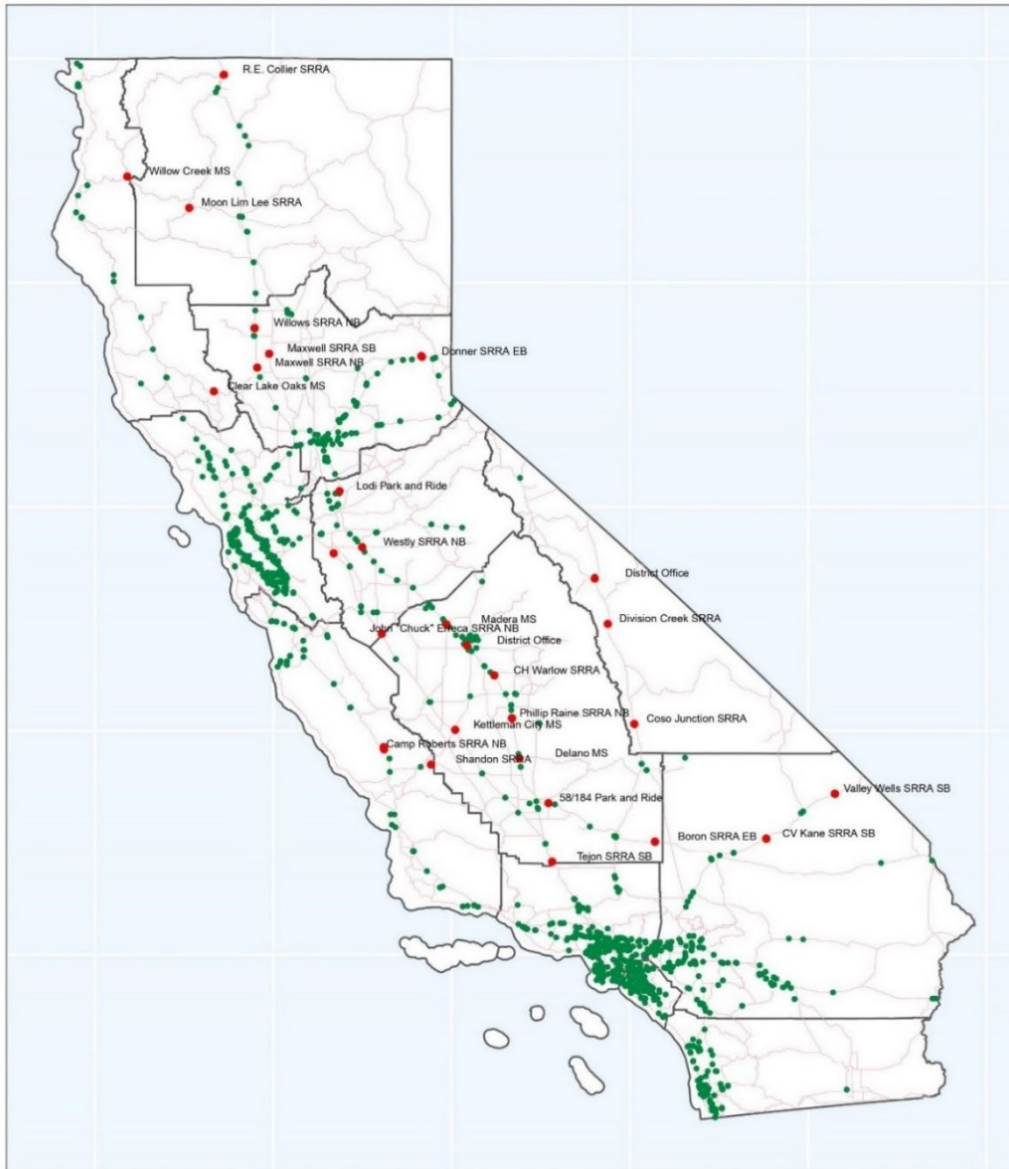 R.E. Collier SRRA
Willow Creek MS
Moon Lim Lee SRRA
Willows SRRA NB
Maxwell SRRA SB
Maxwell SRRA NB
Donner SRRA EB
Clear Lake Oaks MS
Lodi Park and Ride
Westly SRRA NB
District Office
Division Creek SRRA
Madera MS
John "Chuck" Erreca SRRA NB
District Office
CH Warlow SRRA
Phillip Raine SRRA NB
Coso Junction SRRA
Kettleman City MS
Camp Roberts SRRA NB
Shandon SRRA
Delano MS
Valley Wells SRRA SB
58/184 Park and Ride
Boron SRRA EB
CV Kane SRRA SB
Tejon SRRA SB